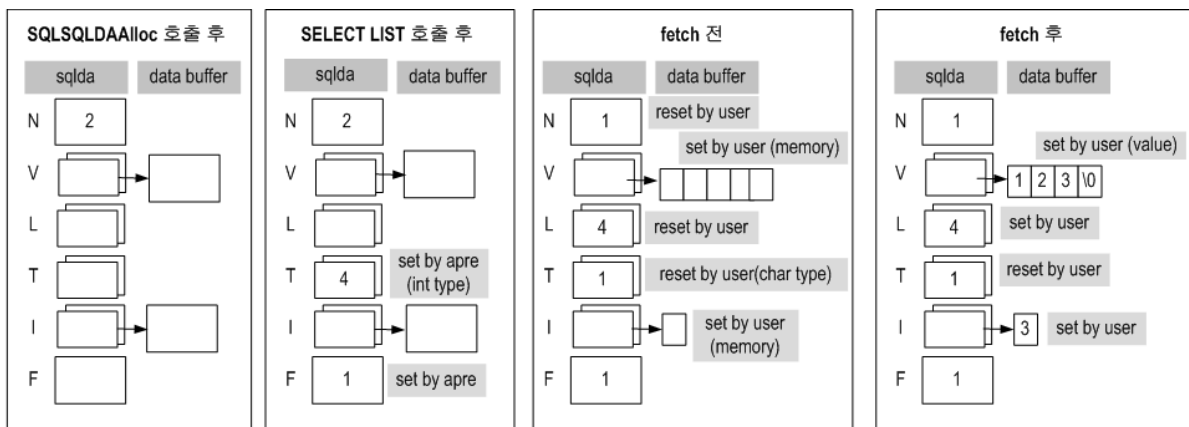 SQLSQLDAAlloc 호출 후
sqlda
data buffer
N
2
V
L
T
I
F
SELECT LIST 호출 후
sqlda
data buffer
N
2
V
L
T
4
set by apre
(int type)
I
F
1
set by apre
fetch 전
sqlda
data buffer
N
1
reset by user
set by user (memory)
V
L
4
reset by user
T
1
reset by user(char type)
I
set by user
(memory)
F
1
fetch 후
sqlda
data buffer
N
1
set by user (value)
V
1 2 3 \0
L
4
set by user
T
1
reset by user
I
3
set by user
F
1